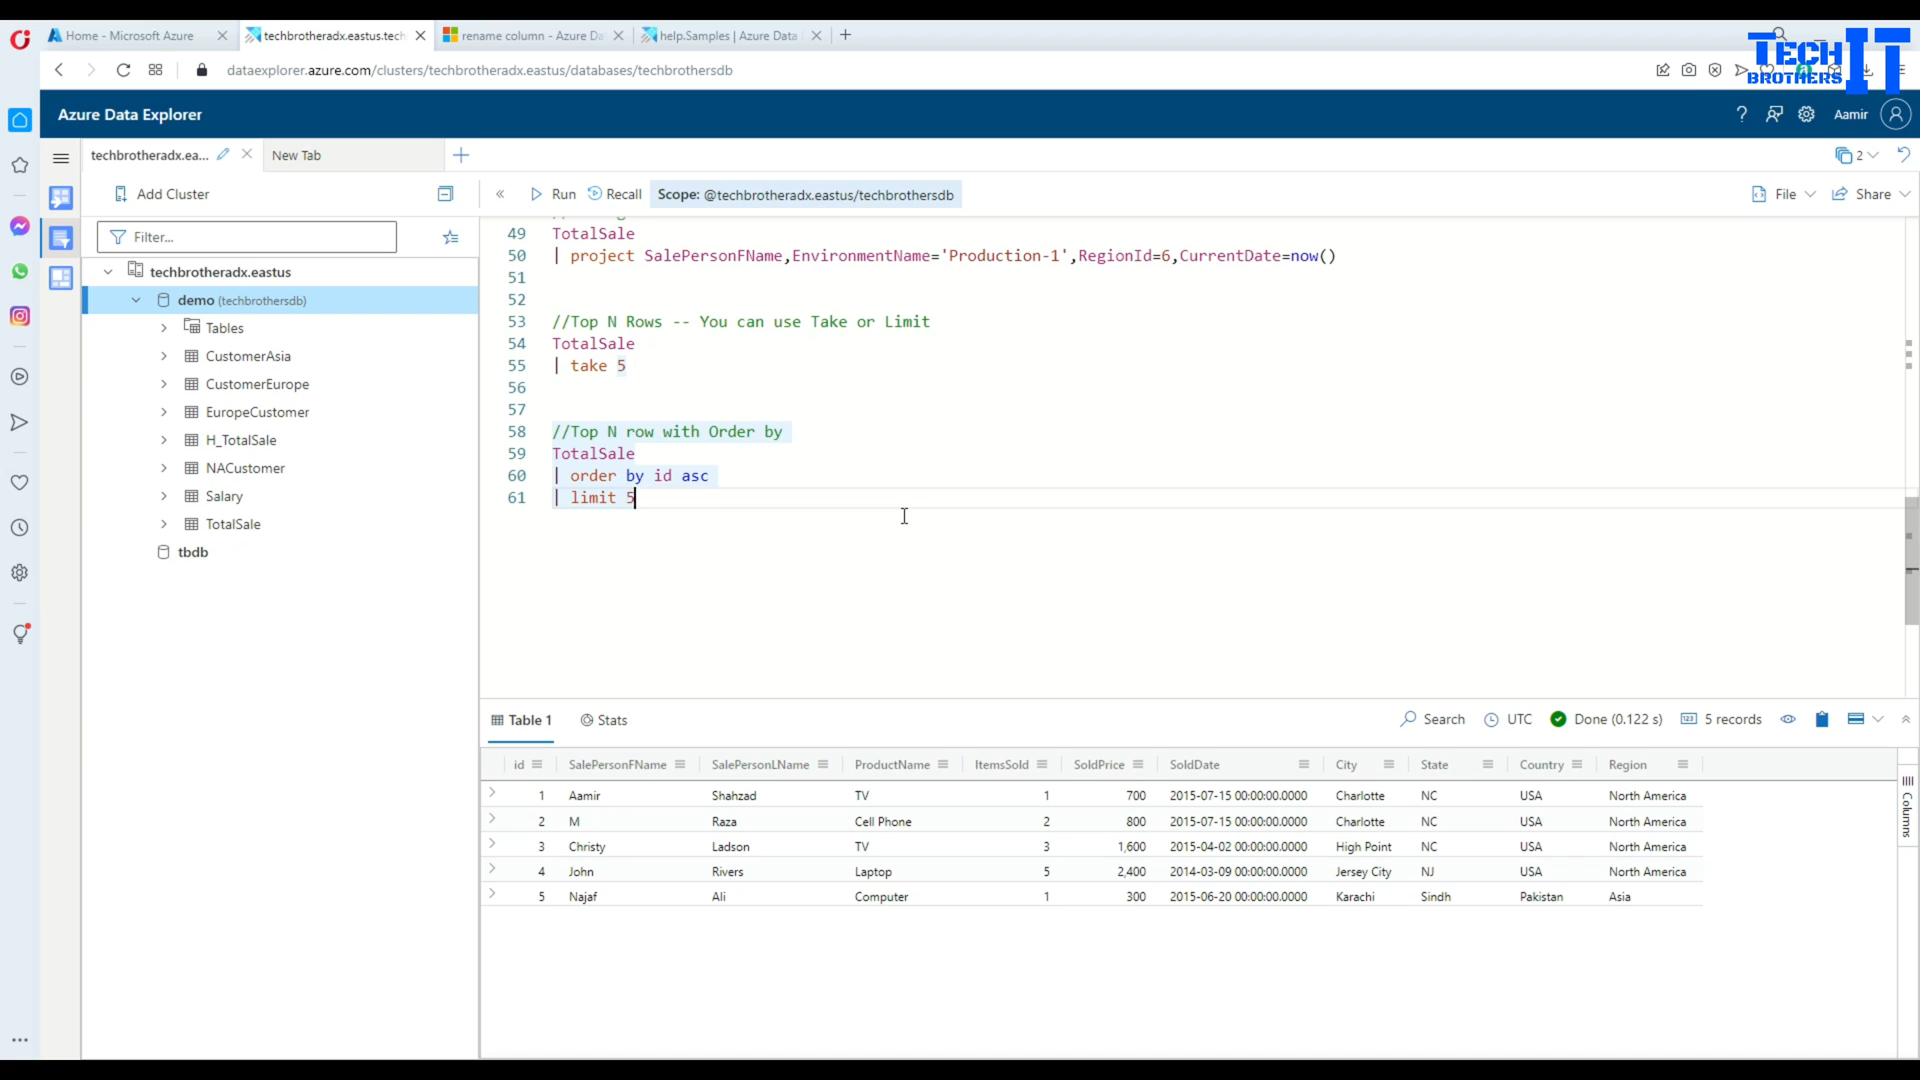 Home - Microsoft Azure
techbrotheradx.eastus.tech
rename column - Azure Da
help.Samples | Azure Data
dataexplorer.azure.com/clusters/techbrotheradx.eastus/databases/techbrothersdb
TECH IT
BROTHERS
Azure Data Explorer
? Aamir
techbrotheradx.ea...
New Tab
2
Add Cluster
Run Recall Scope: @techbrotheradx.eastus/techbrothersdb
File Share
Filter...
techbrotheradx.eastus
demo (techbrothersdb)
Tables
CustomerAsia
CustomerEurope
EuropeCustomer
H_TotalSale
NACustomer
Salary
TotalSale
tbdb
49 TotalSale
50 | project SalePersonFName,EnvironmentName='Production-1',RegionId=6,CurrentDate=now()
51
52
53 //Top N Rows -- You can use Take or Limit
54 TotalSale
55 | take 5
56
57
58 //Top N row with Order by
59 TotalSale
60 | order by id asc
61 | limit 5
Table 1 Stats
Search UTC Done (0.122 s) 5 records
id SalePersonFName SalePersonLName ProductName ItemsSold SoldPrice SoldDate City State Country Region
1 Aamir Shahzad TV 1 700 2015-07-15 00:00:00.0000 Charlotte NC USA North America
2 M Raza Cell Phone 2 800 2015-07-15 00:00:00.0000 Charlotte NC USA North America
3 Christy Ladson TV 3 1,600 2015-04-02 00:00:00.0000 High Point NC USA North America
4 John Rivers Laptop 5 2,400 2014-03-09 00:00:00.0000 Jersey City NJ USA North America
5 Najaf Ali Computer 1 300 2015-06-20 00:00:00.0000 Karachi Sindh Pakistan Asia
Columns